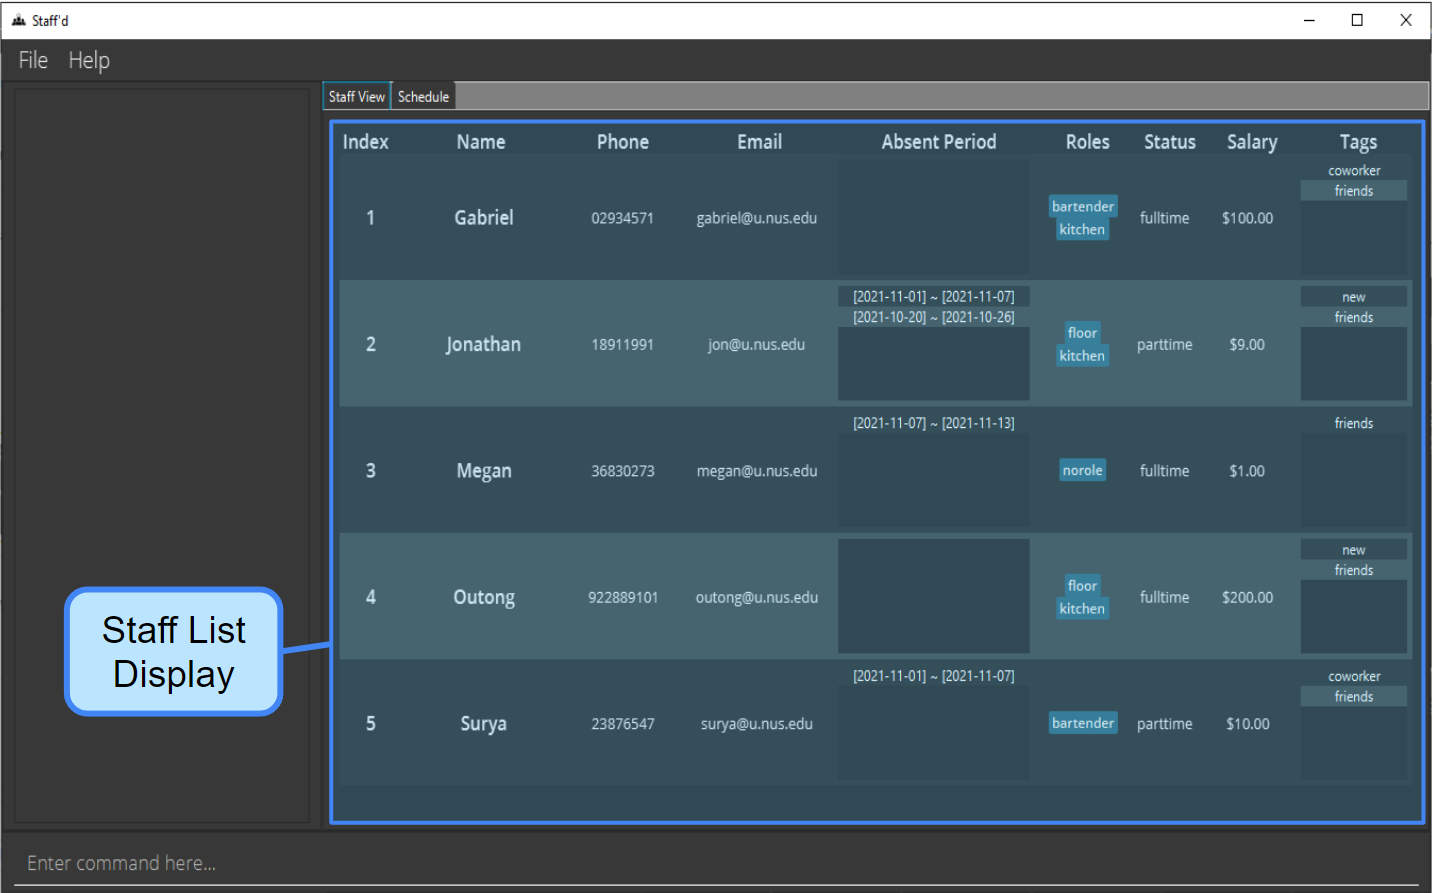 Staff'd
File Help
Staff View Schedule
Index Name Phone Email Absent Period Roles Status Salary Tags
1 Gabriel 02934571 gabriel@u.nus.edu bartender kitchen fulltime $100.00 coworker friends
2 Jonathan 18911991 jon@u.nus.edu [2021-11-01] ~ [2021-11-07] [2021-10-20] ~ [2021-10-26] floor kitchen parttime $9.00 new friends
3 Megan 36830273 megan@u.nus.edu [2021-11-07] ~ [2021-11-13] norole fulltime $1.00 friends
4 Outong 922889101 outong@u.nus.edu floor kitchen fulltime $200.00 new friends
5 Surya 23876547 surya@u.nus.edu [2021-11-01] ~ [2021-11-07] bartender parttime $10.00 coworker friends
Staff List
Display
Enter command here...